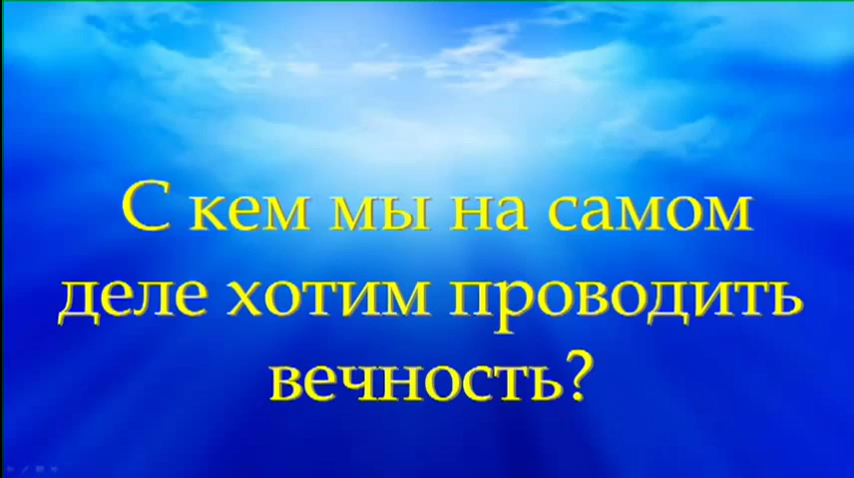 С кем мы на самом
деле хотим проводить
вечность?